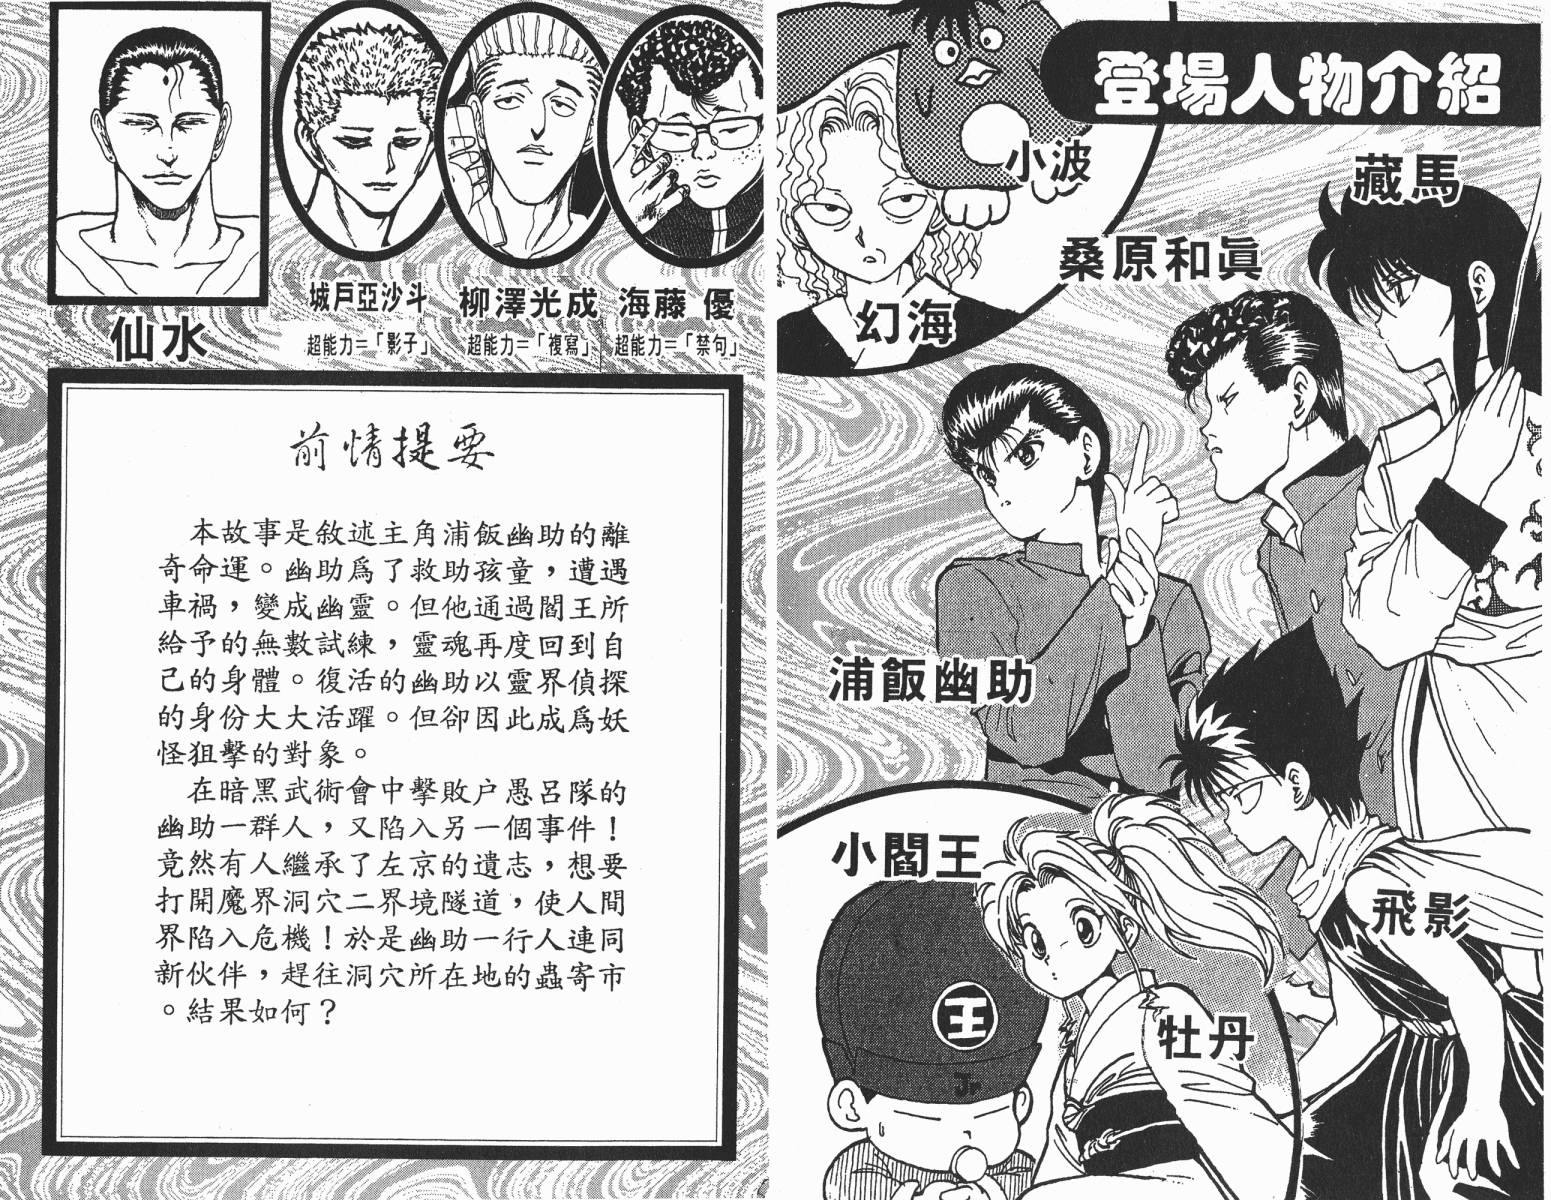 登場人物介紹
藏馬
小波
桑原和眞
幻海
浦飯幽助
小閻王
飛影
牡丹
王
Jr
仙水
城戶亞沙斗
超能力=「影子」
柳澤光成
超能力=「複寫」
海藤 優
超能力=「禁句」
前情提要
本故事是敘述主角浦飯幽助的離
奇命運。幽助爲了救助孩童，遭遇
車禍，變成幽靈。但他通過閻王所
給予的無數試練，靈魂再度回到自
己的身體。復活的幽助以靈界偵探
的身份大大活躍。但卻因此成爲妖
怪狙擊的對象。
在暗黑武術會中擊敗户愚呂隊的
幽助一群人，又陷入另一個事件！
竟然有人繼承了左京的遺志，想要
打開魔界洞穴二界境隧道，使人間
界陷入危機！於是幽助一行人連同
新伙伴，趕往洞穴所在地的蟲寄市
。結果如何？